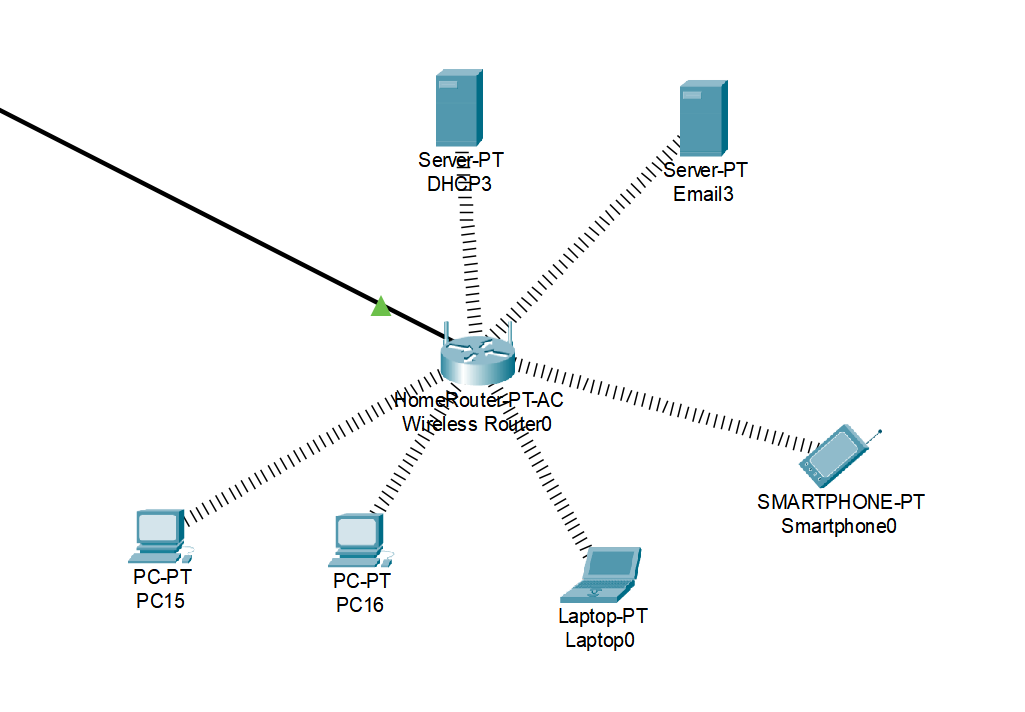 Server-PT
DHCP3
Server-PT
Email3
HomeRouter-PT-AC
Wireless Router0
SMARTPHONE-PT
Smartphone0
PC-PT
PC15
PC-PT
PC16
Laptop-PT
Laptop0